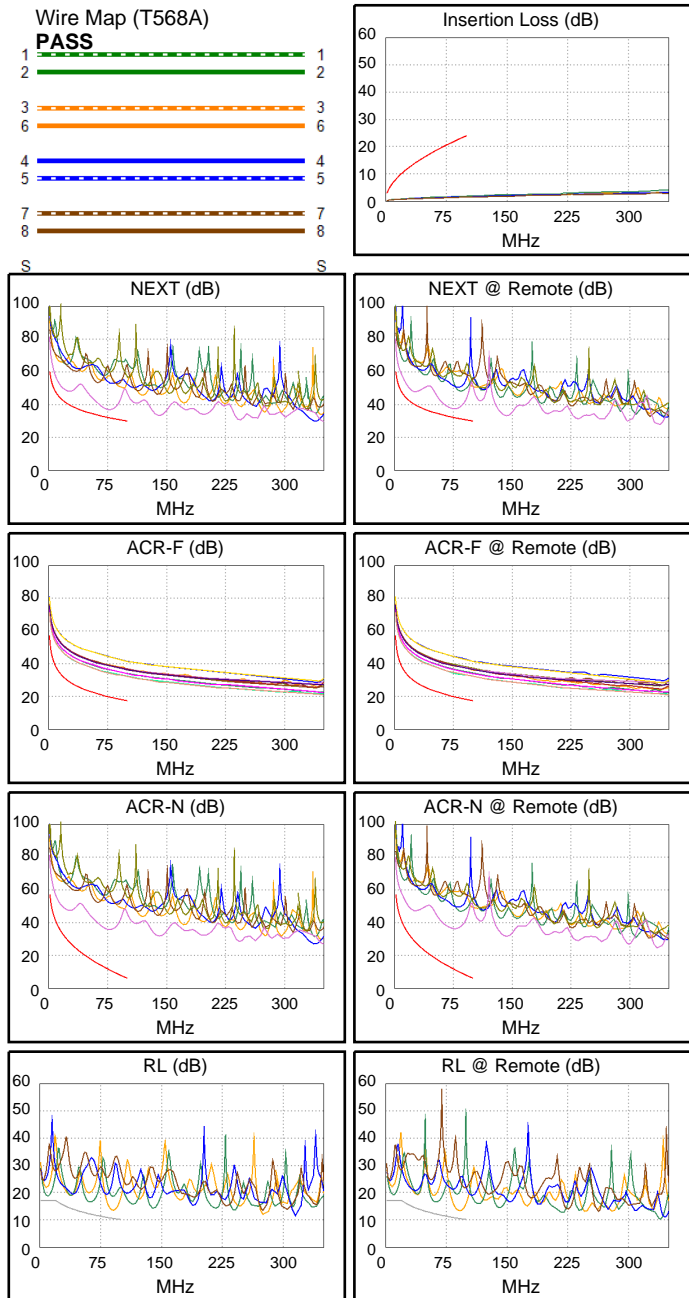 Wire Map (T568A)
PASS
1 1
2 2
3 3
6 6
4 4
5 5
7 7
8 8
S S
Insertion Loss (dB)
60
50
40
30
20
10
0
0 75 150 225 300
MHz
NEXT (dB)
100
80
60
40
20
0
0 75 150 225 300
MHz
NEXT @ Remote (dB)
100
80
60
40
20
0
0 75 150 225 300
MHz
ACR-F (dB)
100
80
60
40
20
0
0 75 150 225 300
MHz
ACR-F @ Remote (dB)
100
80
60
40
20
0
0 75 150 225 300
MHz
ACR-N (dB)
100
80
60
40
20
0
0 75 150 225 300
MHz
ACR-N @ Remote (dB)
100
80
60
40
20
0
0 75 150 225 300
MHz
RL (dB)
60
50
40
30
20
10
0
0 75 150 225 300
MHz
RL @ Remote (dB)
60
50
40
30
20
10
0
0 75 150 225 300
MHz